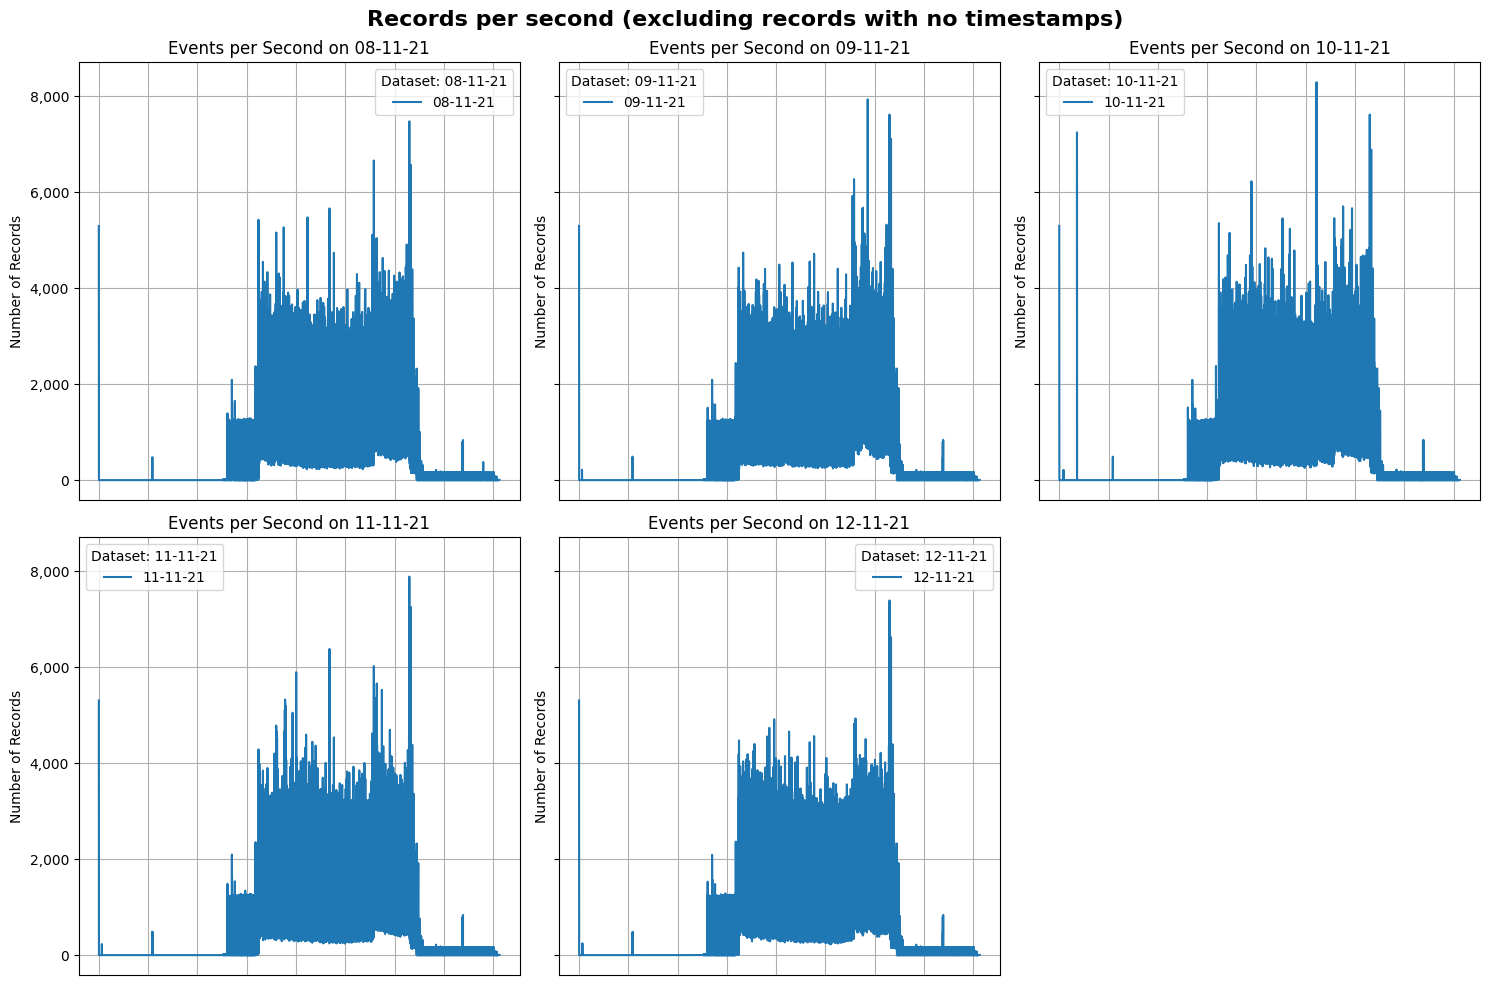 Records per second (excluding records with no timestamps)
Events per Second on 08-11-21
Dataset: 08-11-21
08-11-21
8,000
6,000
4,000
2,000
0
Number of Records
Events per Second on 09-11-21
Dataset: 09-11-21
09-11-21
Number of Records
Events per Second on 10-11-21
Dataset: 10-11-21
10-11-21
Number of Records
Events per Second on 11-11-21
Dataset: 11-11-21
11-11-21
8,000
6,000
4,000
2,000
0
Number of Records
Events per Second on 12-11-21
Dataset: 12-11-21
12-11-21
Number of Records